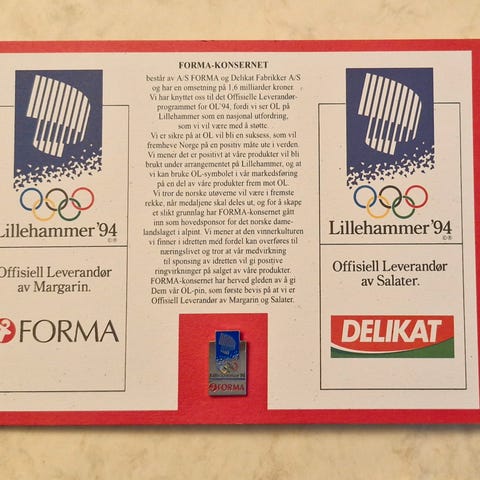 Lillehammer '94
©®
Offisiell Leverandør
av Margarin.
FORMA
FORMA-KONSERNET
består av A/S FORMA og Delikat Fabrikker A/S
og har en omsetning på 1,6 milliarder kroner.
Vi har knyttet oss til det Offisielle Leverandør-
programmet for OL'94, fordi vi ser OL på
Lillehammer som en nasjonal utfordring,
som vi vil være med å støtte.
Vi er sikre på at OL vil bli en suksess, som vil
fremheve Norge på en positiv måte ute i verden.
Vi mener det er positivt at våre produkter vil bli
brukt under arrangementet på Lillehammer, og at
vi kan bruke OL-symbolet i vår markedsføring
på en del av våre produkter frem mot OL.
Vi tror de norske utøverne vil være i fremste
rekke, når medaljene skal deles ut, og for å skape
et slikt grunnlag har FORMA-konsernet gått
inn som hovedsponsor for det norske dame-
landslaget i alpint. Vi mener at den vinnerkulturen
vi finner i idretten med fordel kan overføres til
næringslivet og tror at vår medvirkning
til sponsing av idretten vil gi positive
ringvirkninger på salget av våre produkter.
FORMA-konsernet har herved gleden av å gi
Dem vår OL-pin, som første bevis på at vi er
Offisiell Leverandør av Margarin og Salater.
Lillehammer '94
FORMA
Lillehammer '94
©®
Offisiell Leverandør
av Salater.
DELIKAT